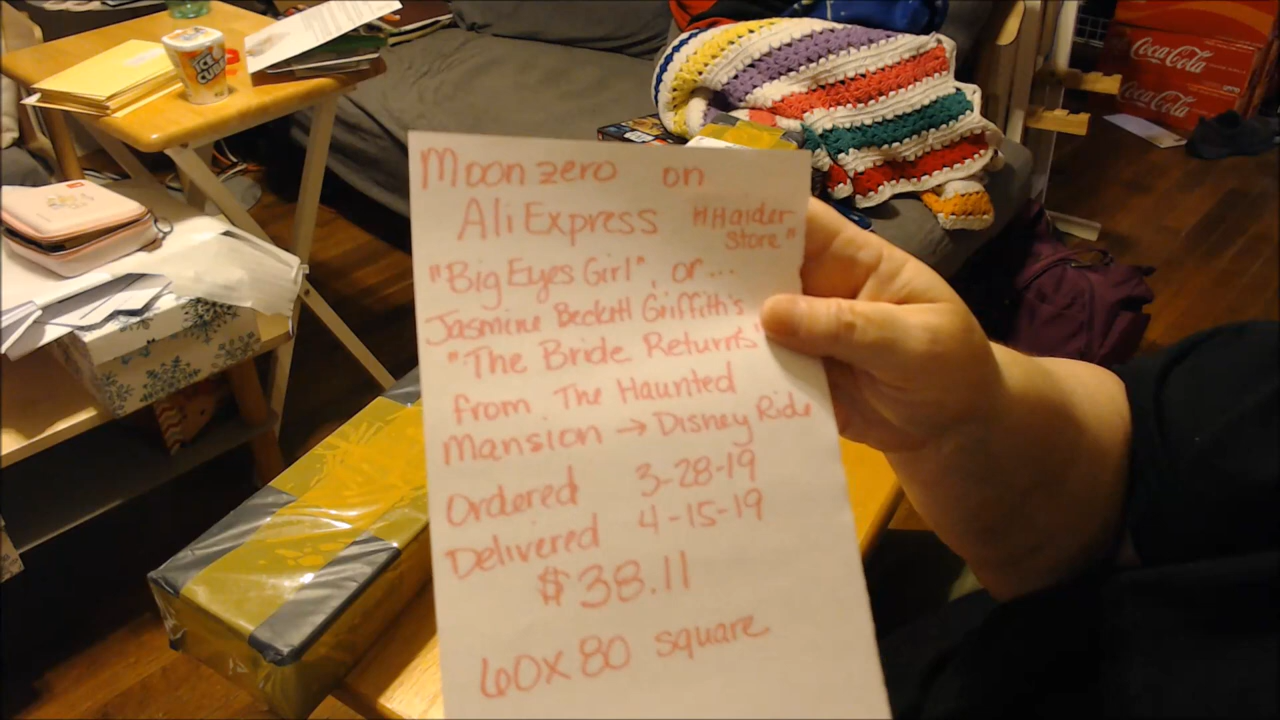 Moon zero on
AliExpress "HHaider
Store"
"Big Eyes Girl", or...
Jasmine Beckett Griffith's
"The Bride Returns"
from The Haunted
Mansion → Disney Ride
Ordered 3-28-19
Delivered 4-15-19
$38.11
60x80 square
ICE
CUBES
Coca-Cola
Coca-Cola